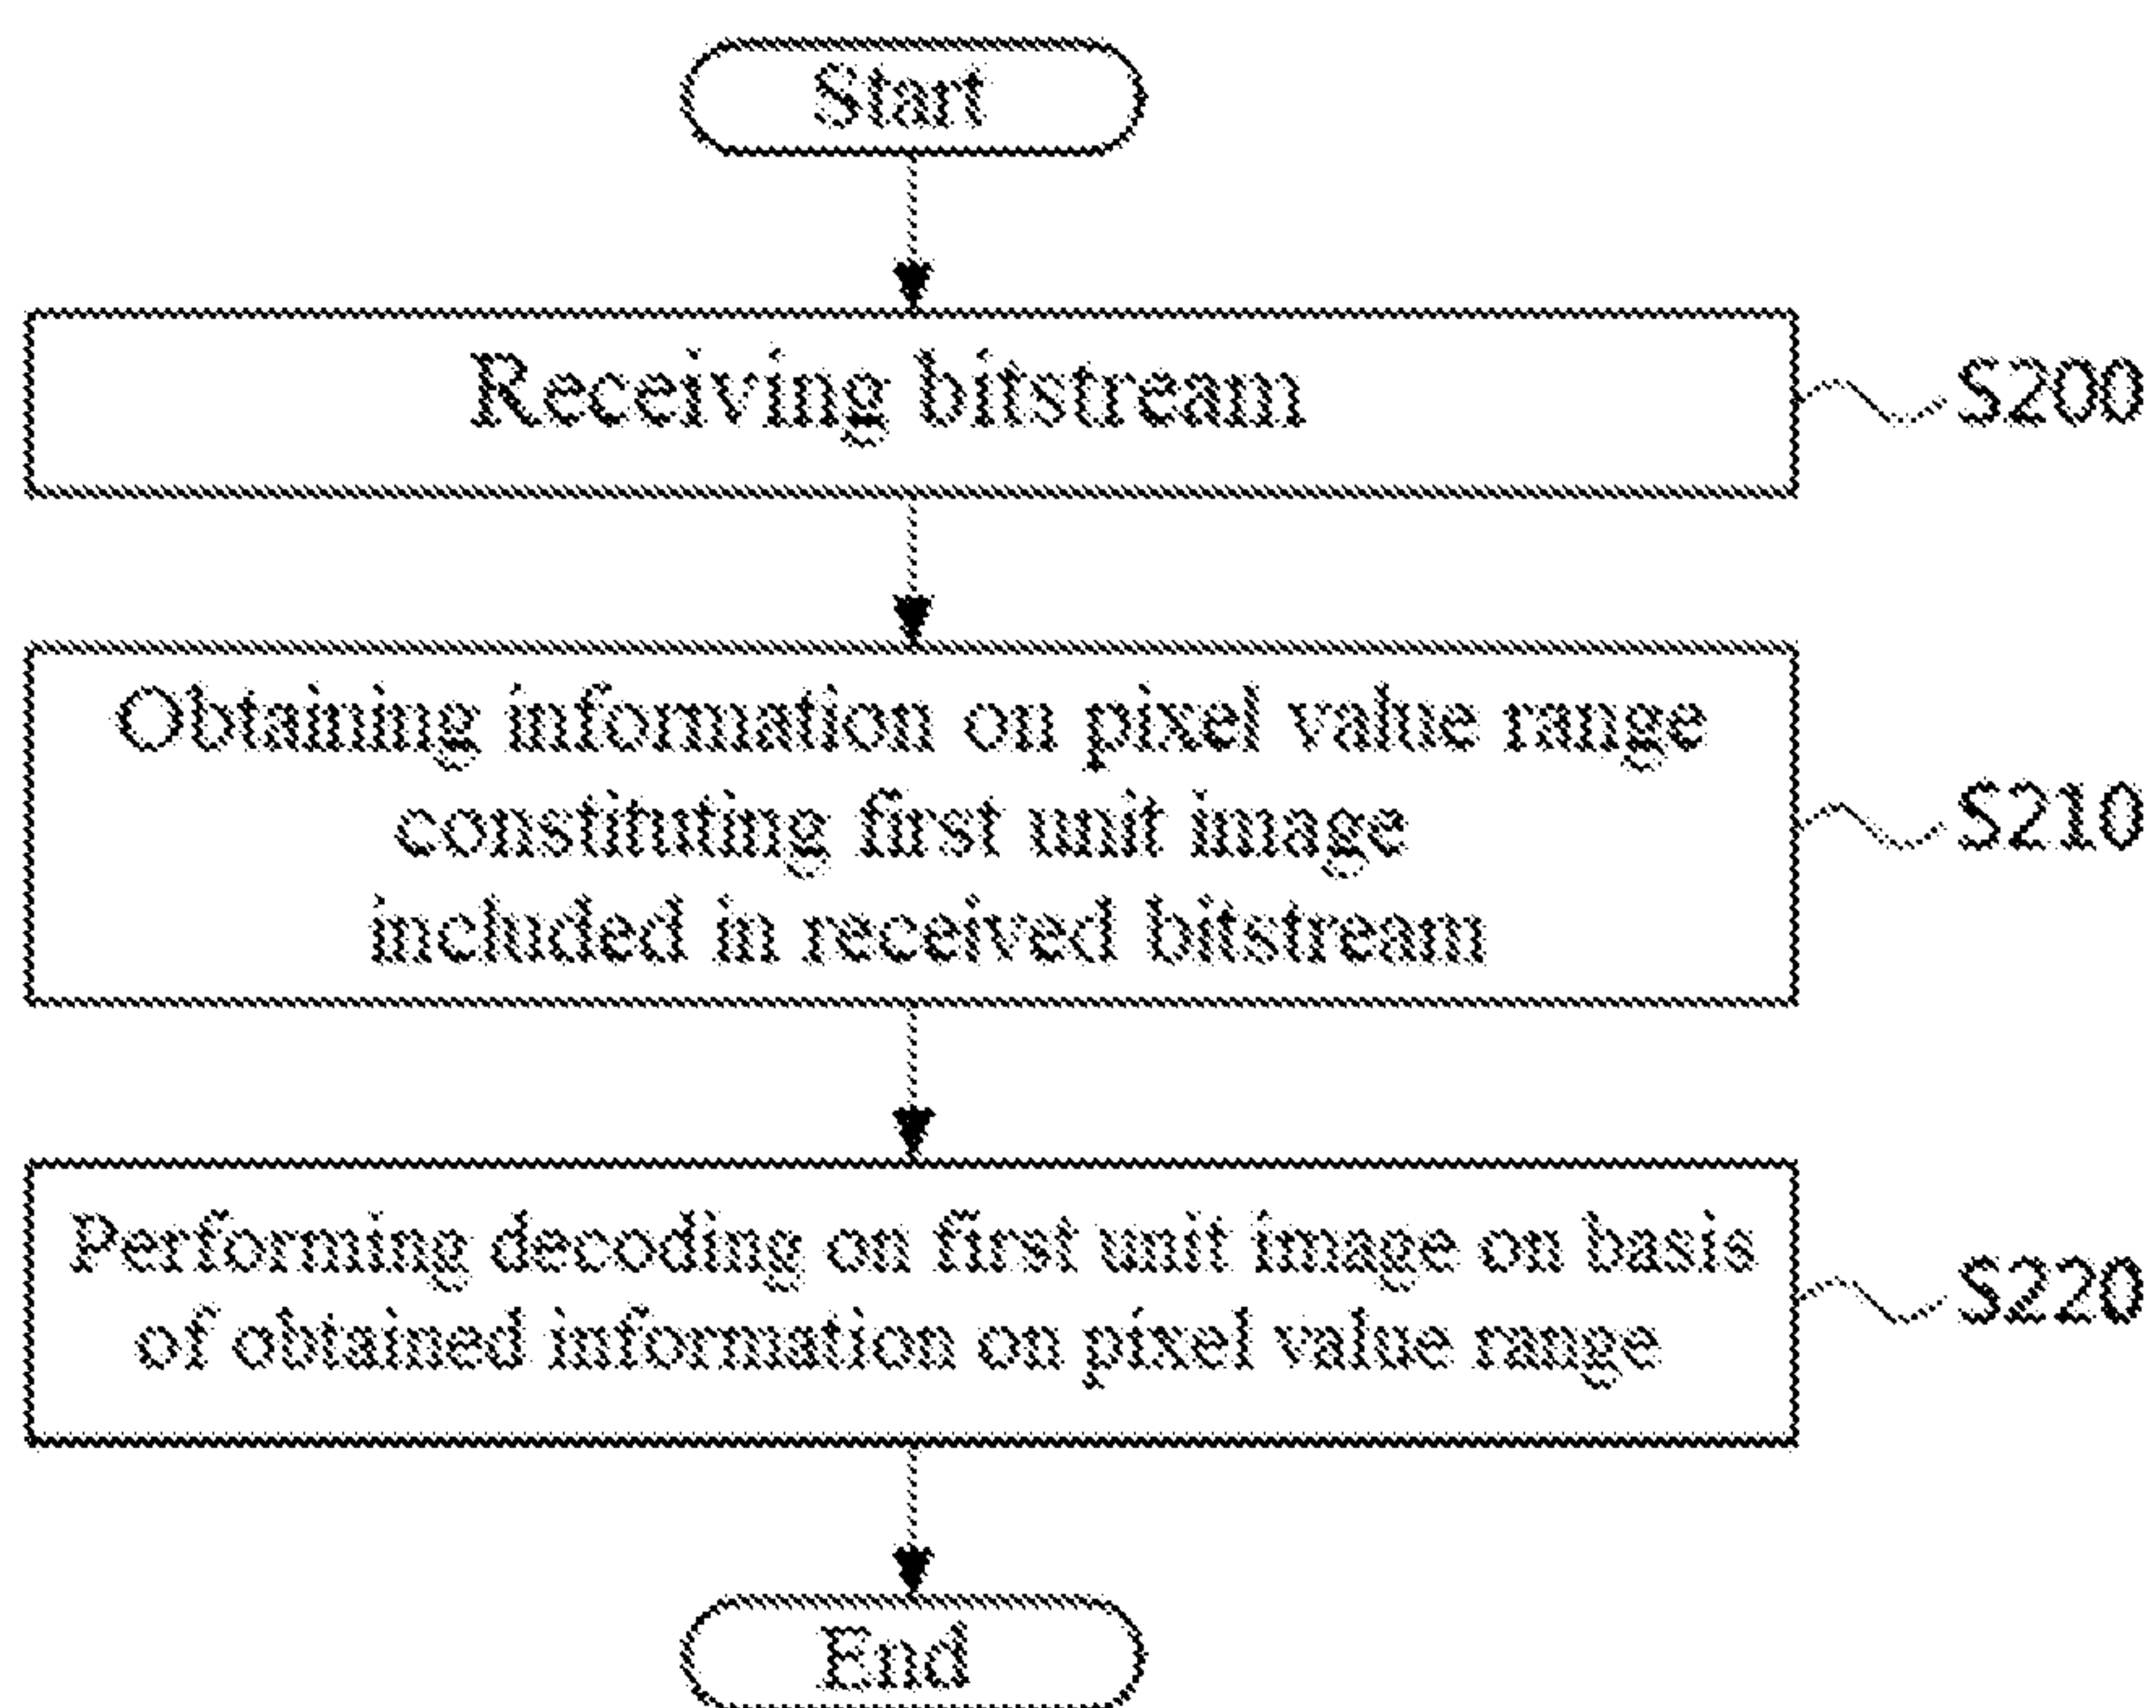 Start
Receiving bitstream
S200
Obtaining information on pixel value range
constituting first unit image
included in received bitstream
S210
Performing decoding on first unit image on basis
of obtained information on pixel value range
S220
End